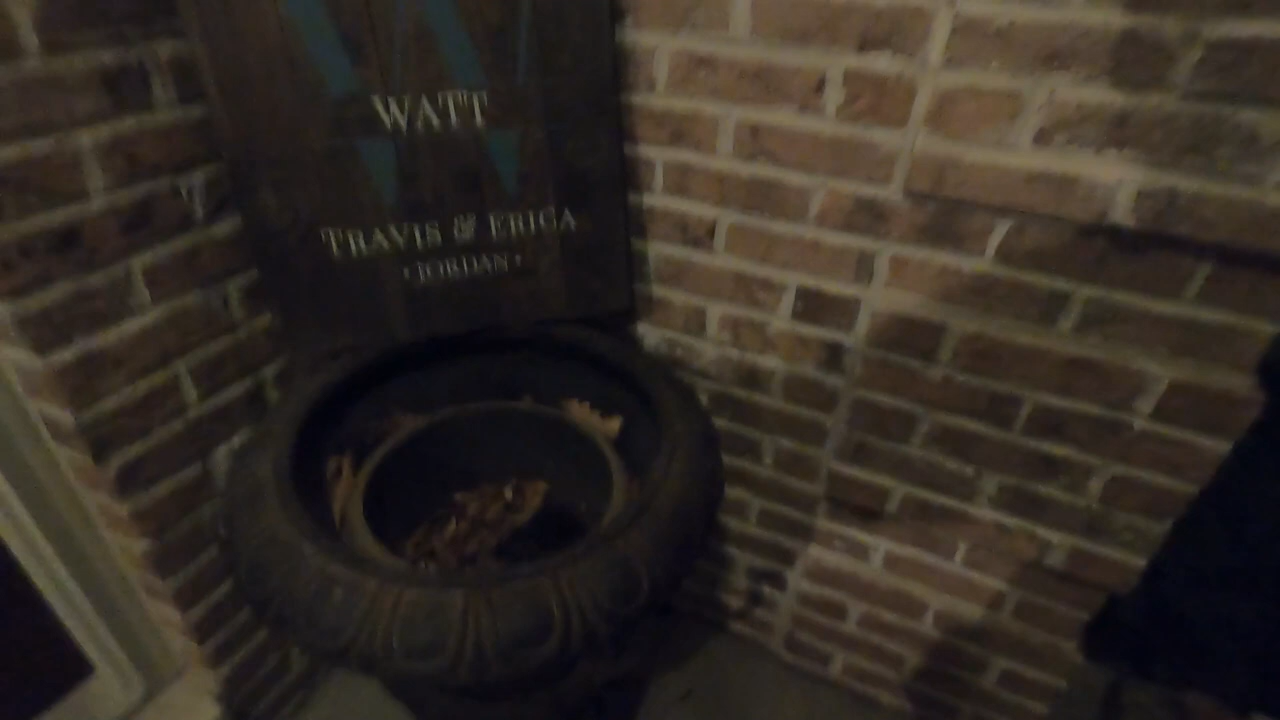 W
WATT
TRAVIS & ERICA
• JORDAN •